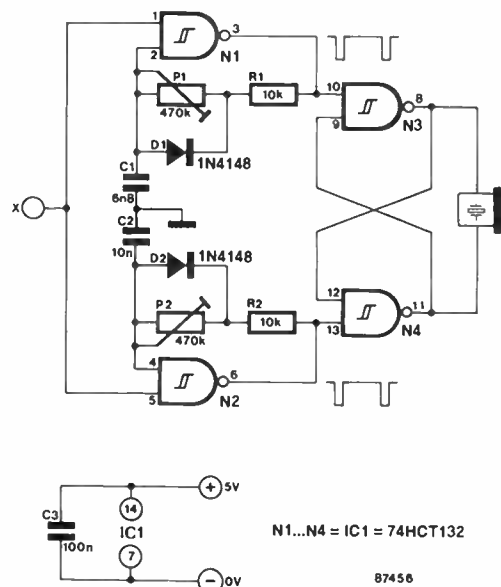 1
3
2
N1
P1
470k
R1
10k
10
8
9
N3
D1
1N4148
C1
6n8
X
C2
10n
D2
1N4148
P2
470k
R2
10k
12
11
13
N4
4
6
5
N2
C3
100n
14
IC1
7
+ 5V
− 0V
N1...N4 = IC1 = 74HCT132
87456